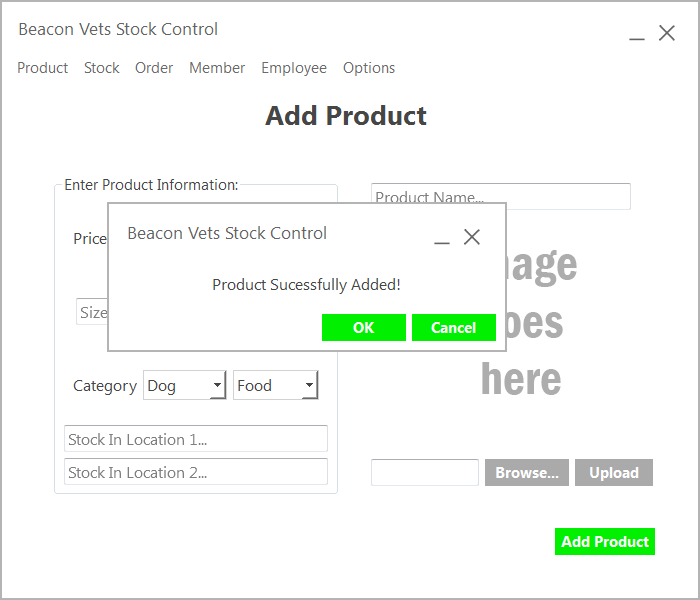 Beacon Vets Stock Control
Product Stock Order Member Employee Options
Add Product
Enter Product Information:
Product Name...
Price
Beacon Vets Stock Control
Product Sucessfully Added!
OK Cancel
Size
age
oes
here
Category Dog Food
Stock In Location 1...
Stock In Location 2...
Browse... Upload
Add Product